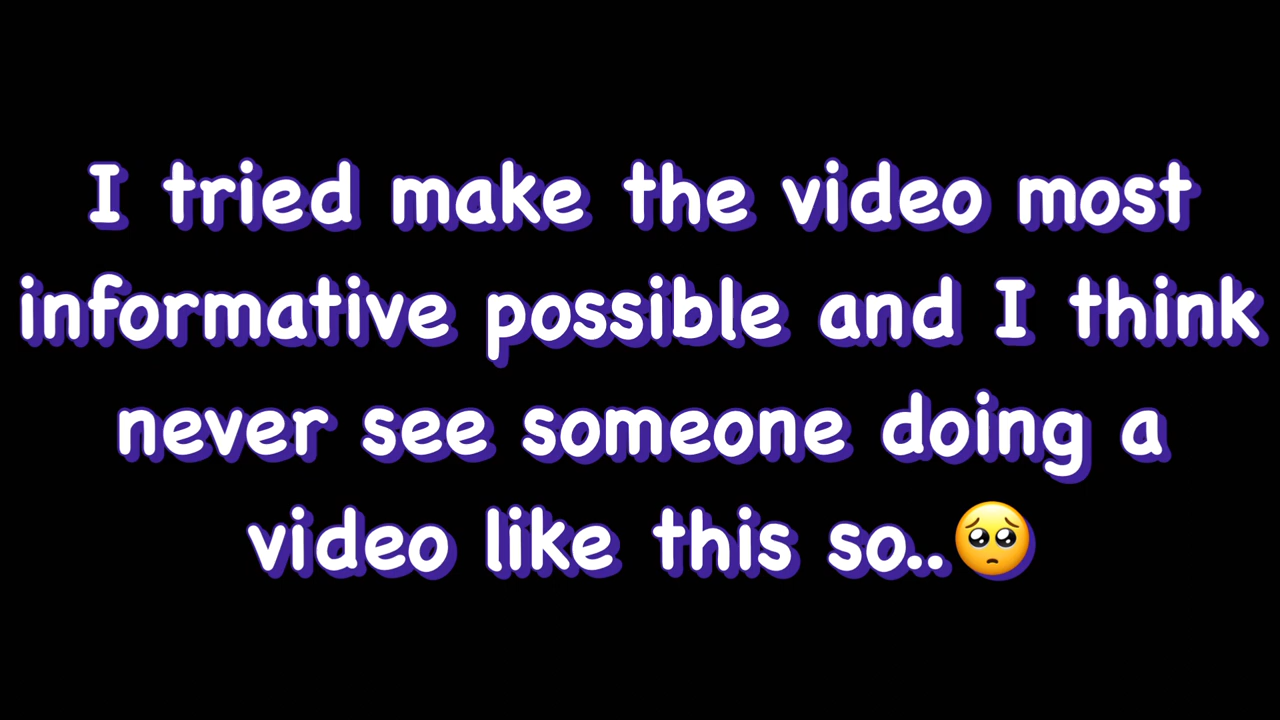 I tried make the video most
informative possible and I think
never see someone doing a
video like this so..🥺